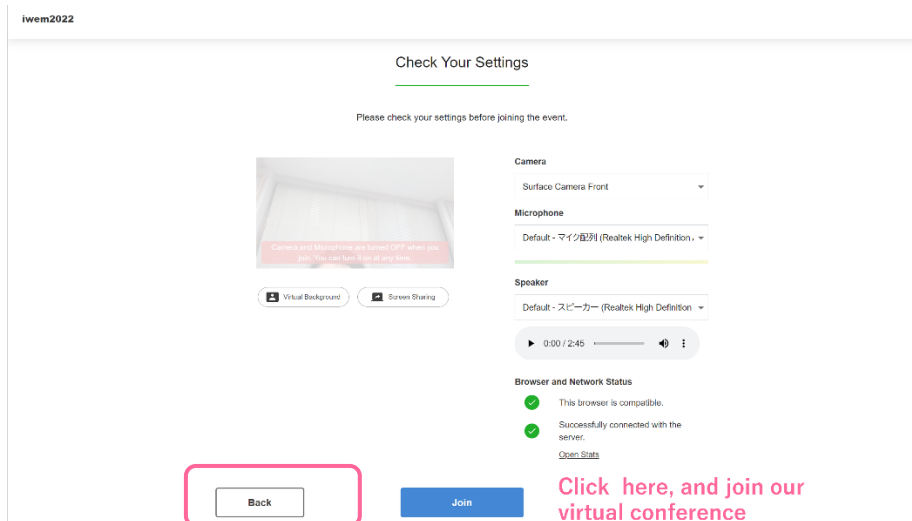 iwem2022
Check Your Settings
Please check your settings before joining the event.
Camera and Microphone are turned OFF when you
join. You can turn it on at any time.
Virtual Background
Screen Sharing
Camera
Surface Camera Front
Microphone
Default - マイク配列 (Realtek High Definition
Speaker
Default - スピーカー (Realtek High Definition
0:00 / 2:45
Browser and Network Status
This browser is compatible.
Successfully connected with the
server.
Open Stats
Back
Join
Click here, and join our
virtual conference